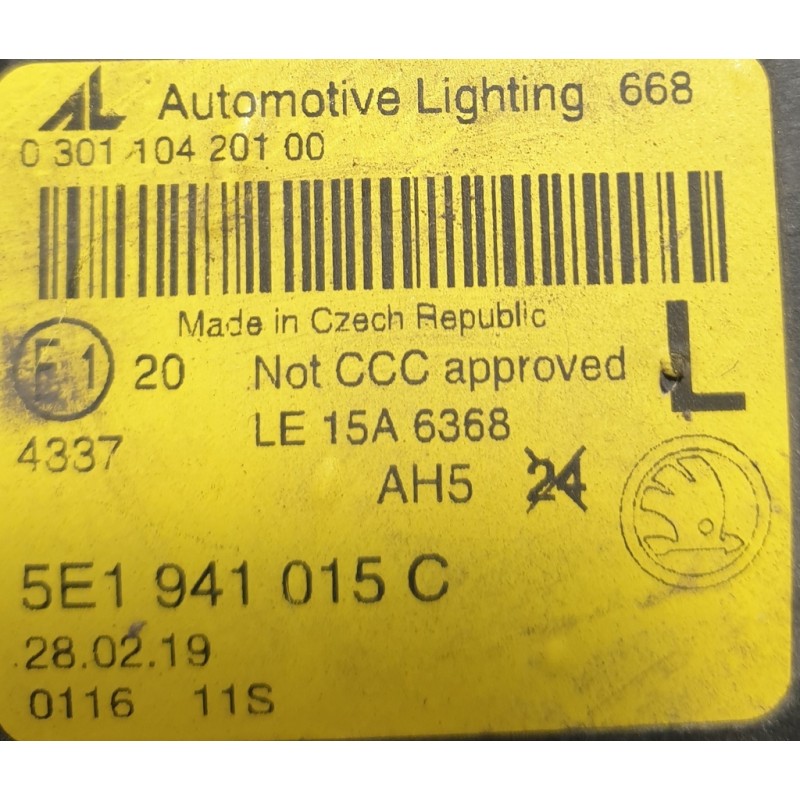 AL Automotive Lighting 668
0 301 104 201 00
Made in Czech Republic
E1 20 Not CCC approved L
4337 LE 15A 6368
AH5 24
5E1 941 015 C
28.02.19
0116 11S